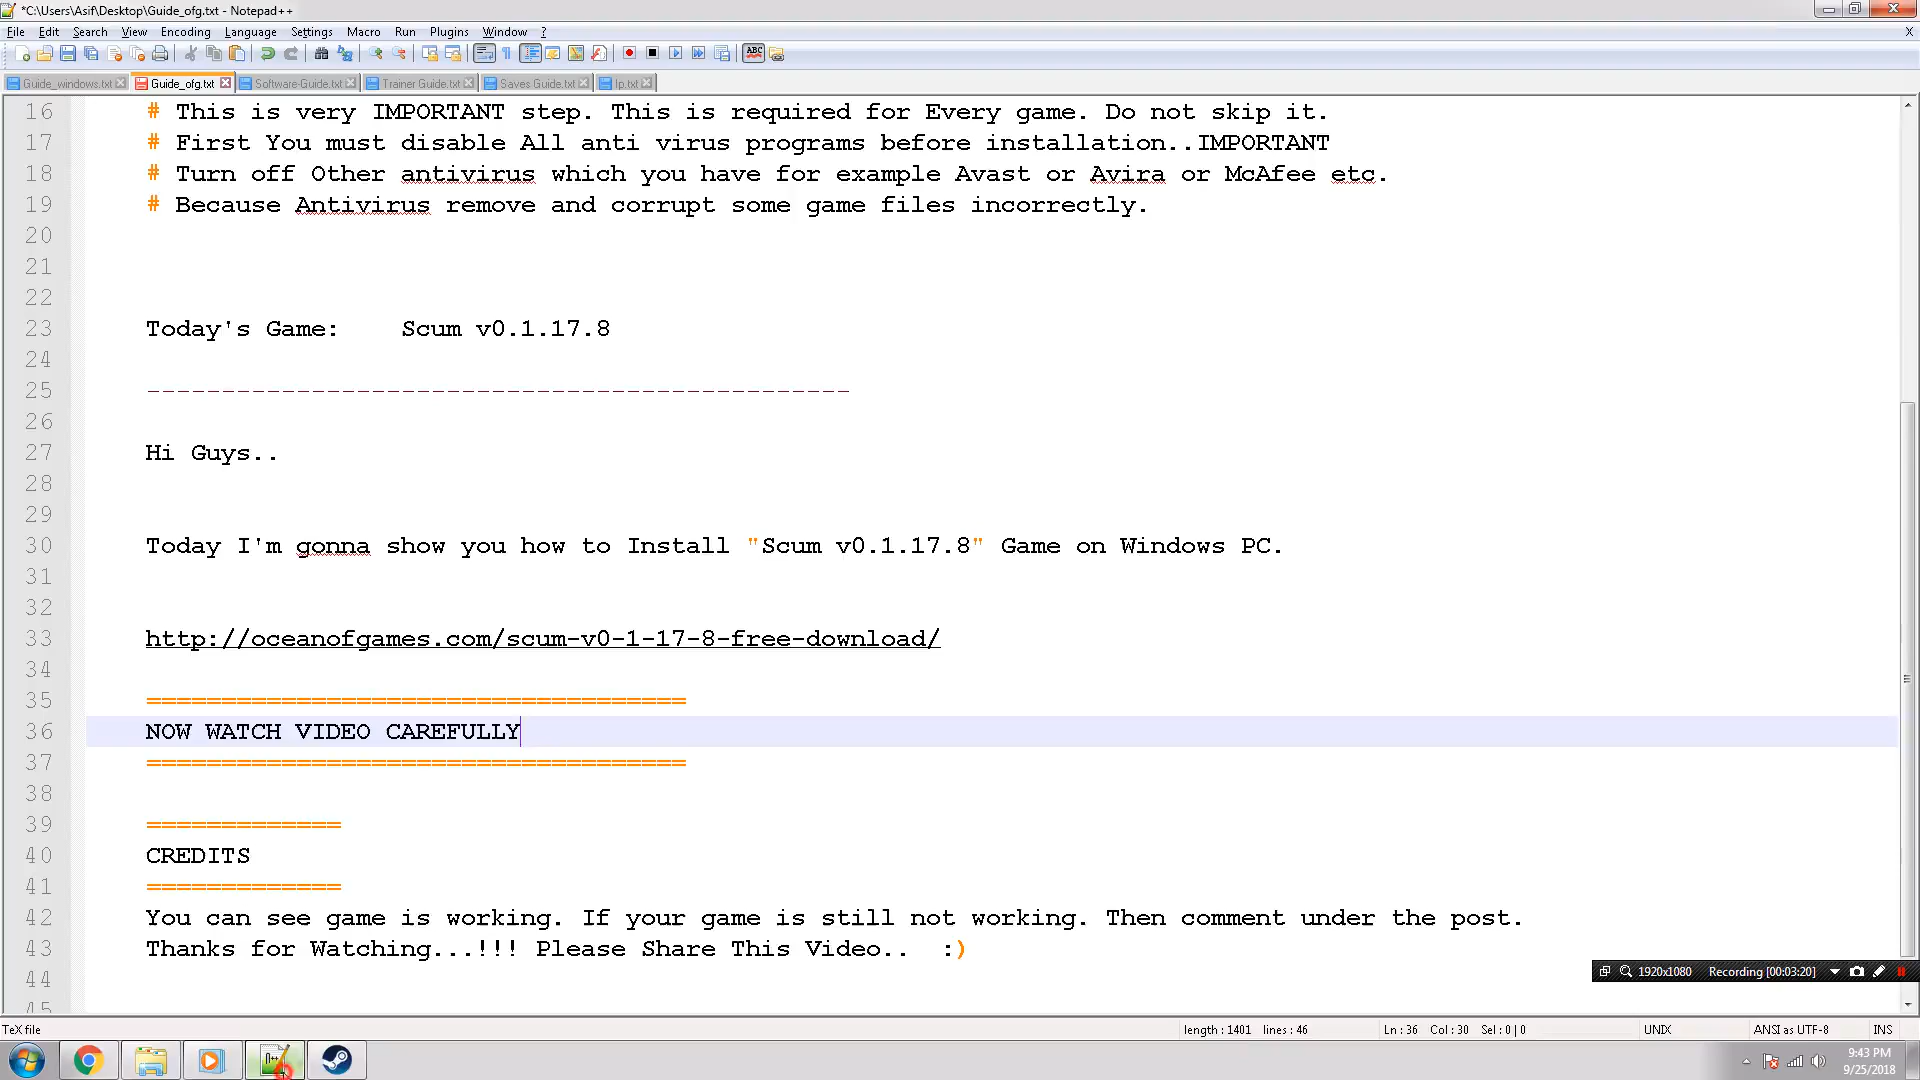 *C:\Users\Asif\Desktop\Guide_ofg.txt - Notepad++
File Edit Search View Encoding Language Settings Macro Run Plugins Window ?
X
ABC
Guide_windows.txt Guide_ofg.txt Software-Guide.txt Trainer Guide.txt Saves Guide.txt Ip.txt
16 # This is very IMPORTANT step. This is required for Every game. Do not skip it.
17 # First You must disable All anti virus programs before installation..IMPORTANT
18 # Turn off Other antivirus which you have for example Avast or Avira or McAfee etc.
19 # Because Antivirus remove and corrupt some game files incorrectly.
20
21
22
23 Today's Game: Scum v0.1.17.8
24
25 -----------------------------------------------
26
27 Hi Guys..
28
29
30 Today I'm gonna show you how to Install "Scum v0.1.17.8" Game on Windows PC.
31
32
33 http://oceanofgames.com/scum-v0-1-17-8-free-download/
34
35 ====================================
36 NOW WATCH VIDEO CAREFULLY
37 ====================================
38
39 =============
40 CREDITS
41 =============
42 You can see game is working. If your game is still not working. Then comment under the post.
43 Thanks for Watching...!!! Please Share This Video.. :)
44
45
1920x1080 Recording [00:03:20]
TeX file length : 1401 lines : 46 Ln : 36 Col : 30 Sel : 0 | 0 UNIX ANSI as UTF-8 INS
9:43 PM
9/25/2018